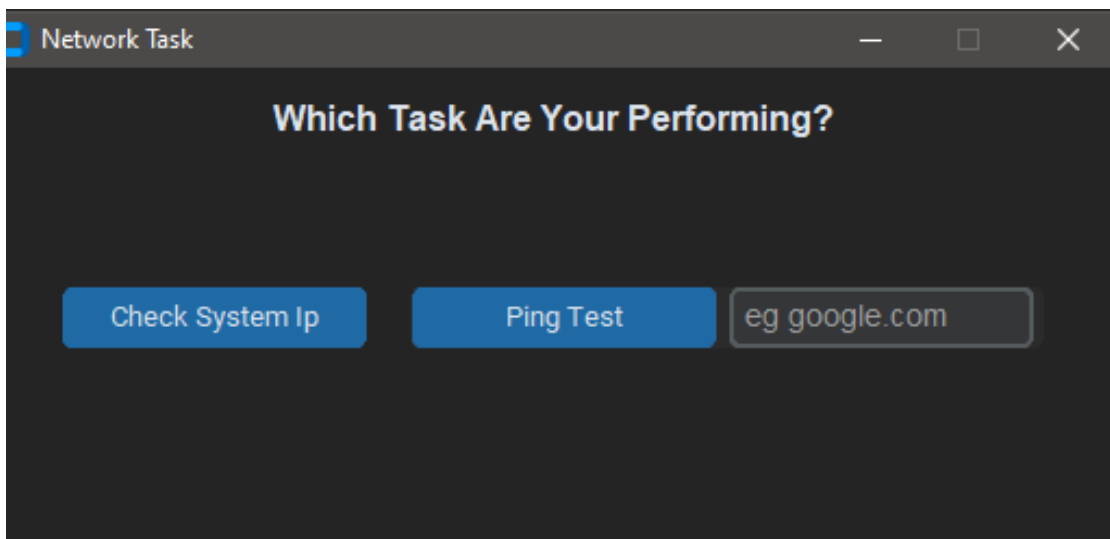 Network Task
Which Task Are Your Performing?
Check System Ip
Ping Test
eg google.com